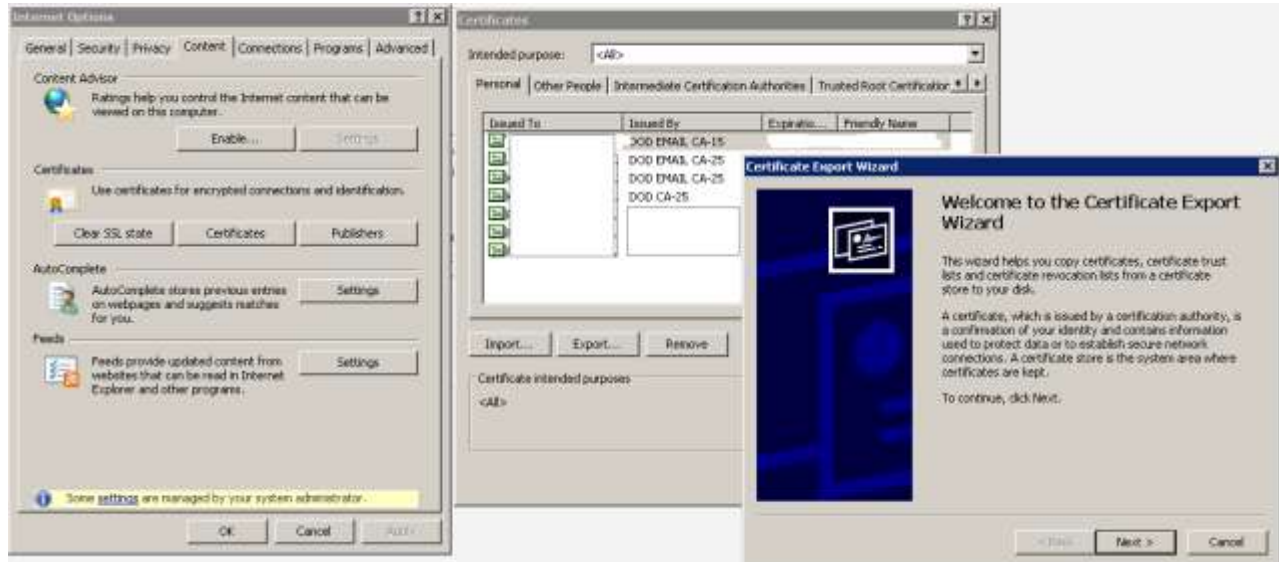 Internet Options
General Security Privacy Content Connections Programs Advanced
Content Advisor
Ratings help you control the Internet content that can be
viewed on this computer.
Enable...
Settings
Certificates
Use certificates for encrypted connections and identification.
Clear SSL state
Certificates
Publishers
AutoComplete
AutoComplete stores previous entries
on webpages and suggests matches
for you.
Settings
Feeds
Feeds provide updated content from
websites that can be read in Internet
Explorer and other programs.
Settings
Some settings are managed by your system administrator.
OK
Cancel
Apply
Certificates
Intended purpose:
<All>
Personal Other People Intermediate Certification Authorities Trusted Root Certification
Issued To Issued By Expiratio... Friendly Name
DOD EMAIL CA-15
DOD EMAIL CA-25
DOD EMAIL CA-25
DOD CA-25
Import...
Export...
Remove
Certificate intended purposes
<All>
Certificate Export Wizard
Welcome to the Certificate Export
Wizard
This wizard helps you copy certificates, certificate trust
lists and certificate revocation lists from a certificate
store to your disk.
A certificate, which is issued by a certification authority, is
a confirmation of your identity and contains information
used to protect data or to establish secure network
connections. A certificate store is the system area where
certificates are kept.
To continue, click Next.
< Back
Next >
Cancel